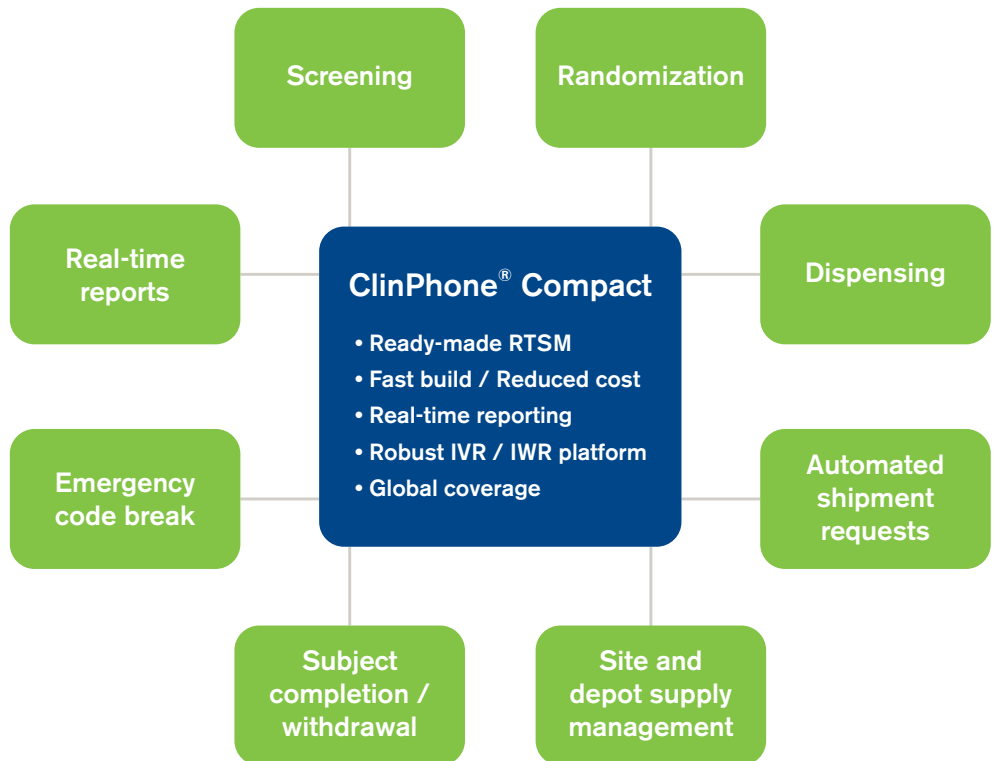 Screening
Randomization
Real-time
reports
ClinPhone® Compact
• Ready-made RTSM
• Fast build / Reduced cost
• Real-time reporting
• Robust IVR / IWR platform
• Global coverage
Dispensing
Emergency
code break
Automated
shipment
requests
Subject
completion /
withdrawal
Site and
depot supply
management